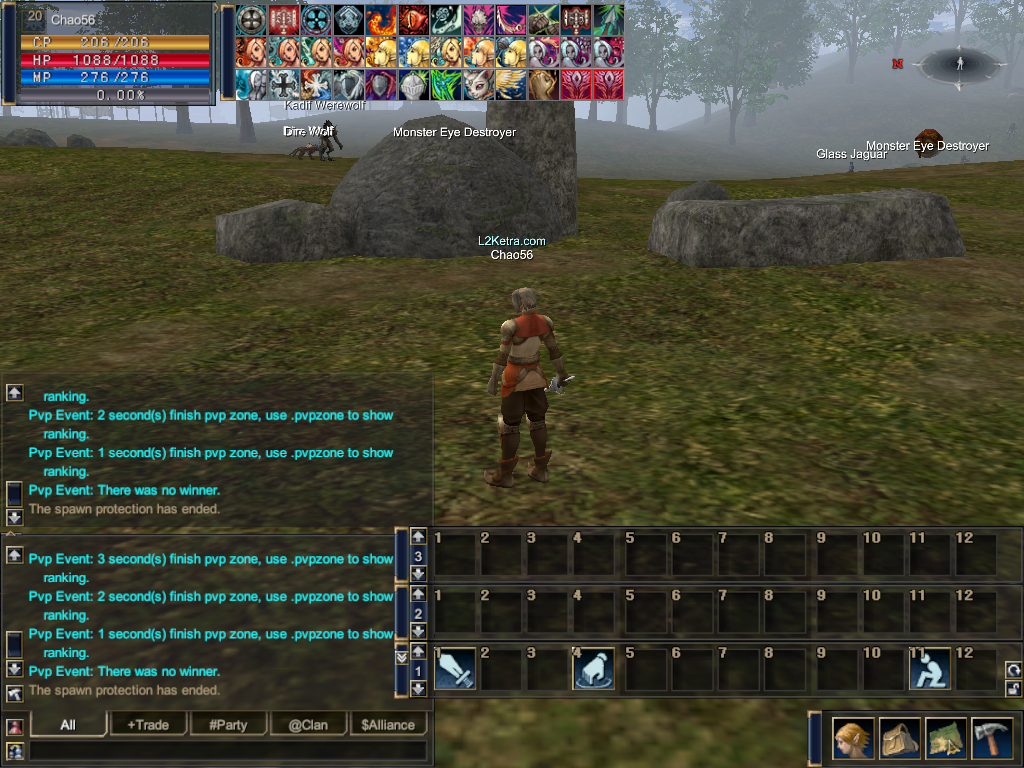 20 Chao56
CP 206/206
HP 1088/1088
MP 276/276
0.00%
N
Kadif Werewolf
Dire Wolf
Monster Eye Destroyer
Monster Eye Destroyer
Glass Jaguar
L2Ketra.com
Chao56
ranking.
Pvp Event: 2 second(s) finish pvp zone, use .pvpzone to show
ranking.
Pvp Event: 1 second(s) finish pvp zone, use .pvpzone to show
ranking.
Pvp Event: There was no winner.
The spawn protection has ended.
Pvp Event: 3 second(s) finish pvp zone, use .pvpzone to show
ranking.
Pvp Event: 2 second(s) finish pvp zone, use .pvpzone to show
ranking.
Pvp Event: 1 second(s) finish pvp zone, use .pvpzone to show
ranking.
Pvp Event: There was no winner.
The spawn protection has ended.
All +Trade #Party @Clan $Alliance
3 1 2 3 4 5 6 7 8 9 10 11 12
2 1 2 3 4 5 6 7 8 9 10 11 12
1 1 2 3 4 5 6 7 8 9 10 11 12